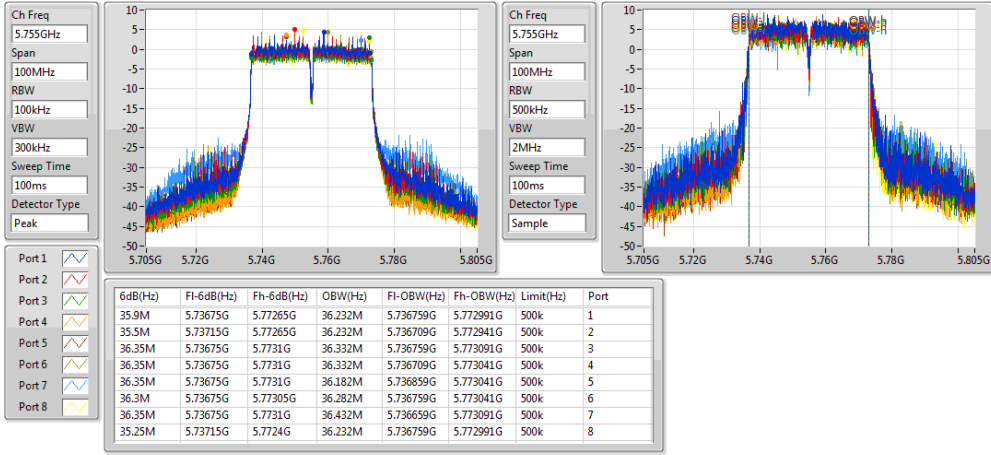 Ch Freq
5.755GHz
Span
100MHz
RBW
100kHz
VBW
300kHz
Sweep Time
100ms
Detector Type
Peak
10
5
0
-5
-10
-15
-20
-25
-30
-35
-40
-45
-50
5.705G 5.72G 5.74G 5.76G 5.78G 5.805G
Ch Freq
5.755GHz
Span
100MHz
RBW
500kHz
VBW
2MHz
Sweep Time
100ms
Detector Type
Sample
10
5
0
-5
-10
-15
-20
-25
-30
-35
-40
-45
-50
5.705G 5.72G 5.74G 5.76G 5.78G 5.805G
OBW-h
Port 1
Port 2
Port 3
Port 4
Port 5
Port 6
Port 7
Port 8
6dB(Hz) Fl-6dB(Hz) Fh-6dB(Hz) OBW(Hz) Fl-OBW(Hz) Fh-OBW(Hz) Limit(Hz) Port
35.9M 5.73675G 5.77265G 36.232M 5.736759G 5.772991G 500k 1
35.5M 5.73715G 5.77265G 36.232M 5.736709G 5.772941G 500k 2
36.35M 5.73675G 5.7731G 36.332M 5.736759G 5.773091G 500k 3
36.35M 5.73675G 5.7731G 36.332M 5.736709G 5.773041G 500k 4
36.35M 5.73675G 5.7731G 36.182M 5.736859G 5.773041G 500k 5
36.3M 5.73675G 5.77305G 36.282M 5.736759G 5.773041G 500k 6
36.35M 5.73675G 5.7731G 36.432M 5.736659G 5.773091G 500k 7
35.25M 5.73715G 5.7724G 36.232M 5.736759G 5.772991G 500k 8